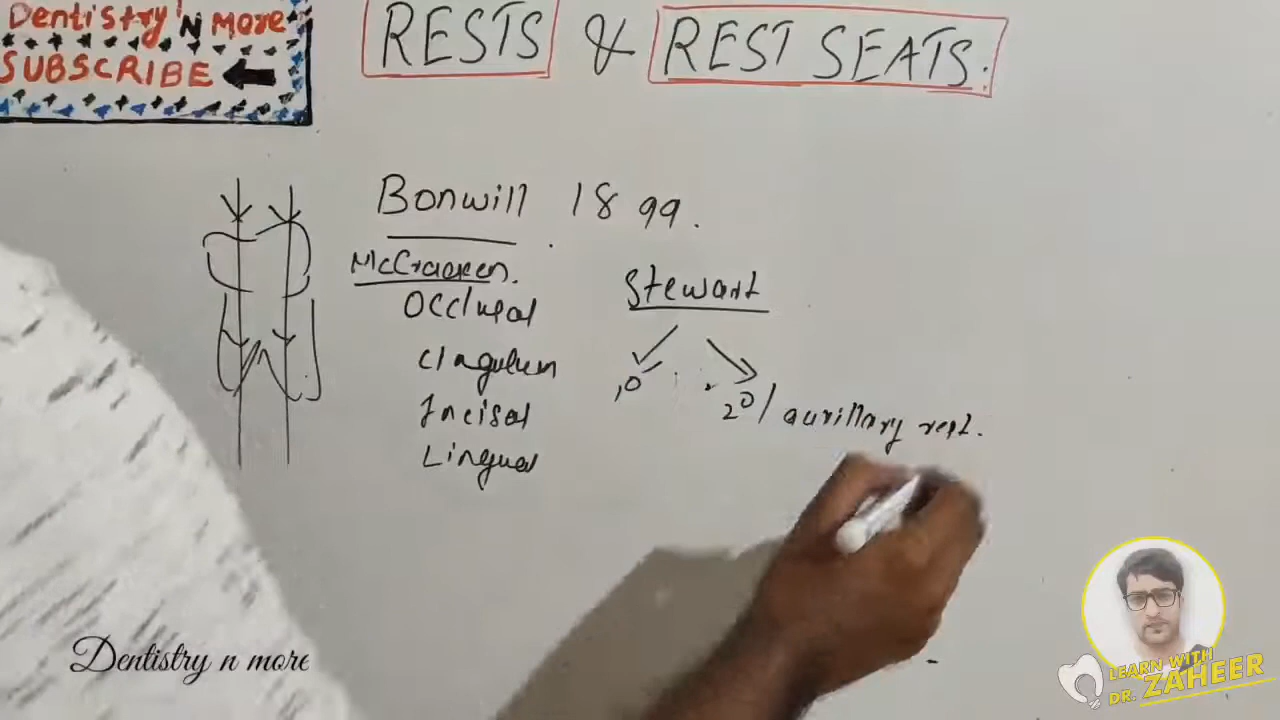 Dentistry 'N More
SUBSCRIBE
RESTS & REST SEATS.
Bonwill 1899.
McCracken.
Occlusal
Cingulum
Incisal
Lingual
Stewart
1°
2° / auxillary rest.
Dentistry n more
LEARN WITH
DR. ZAHEER